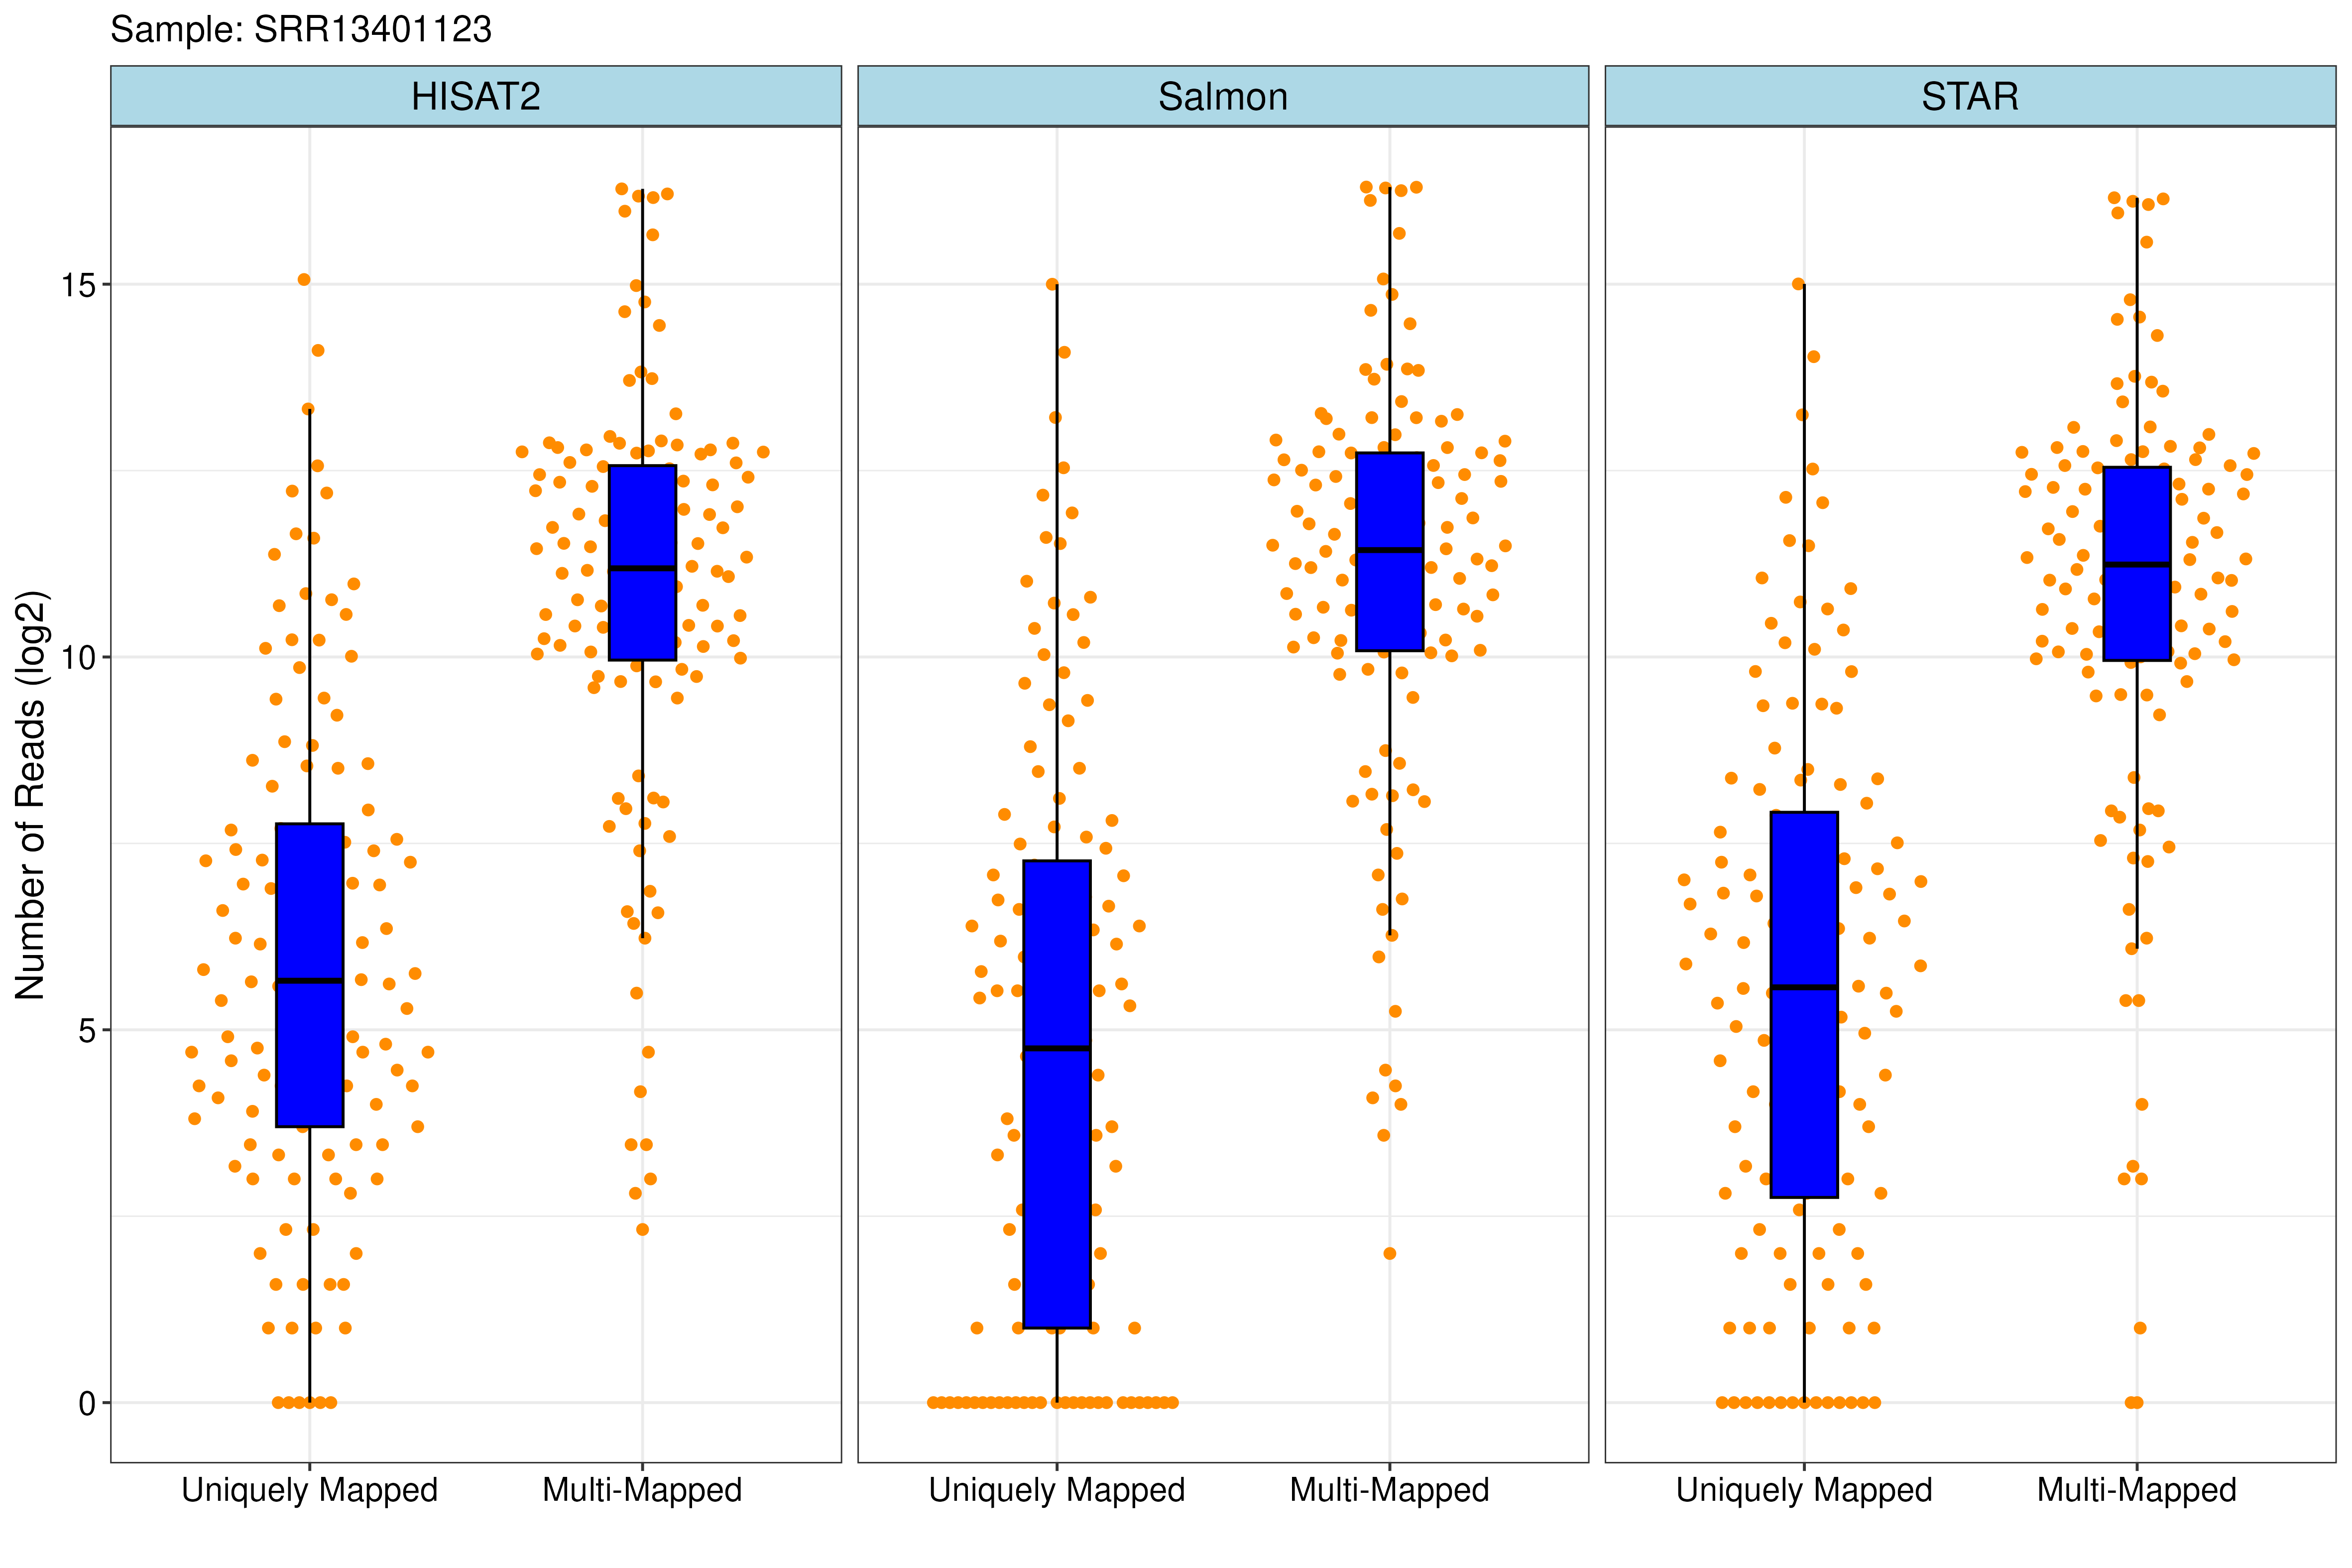 Sample: SRR13401123
HISAT2
Salmon
STAR
Number of Reads (log2)
15
10
5
0
Uniquely Mapped
Multi-Mapped
Uniquely Mapped
Multi-Mapped
Uniquely Mapped
Multi-Mapped